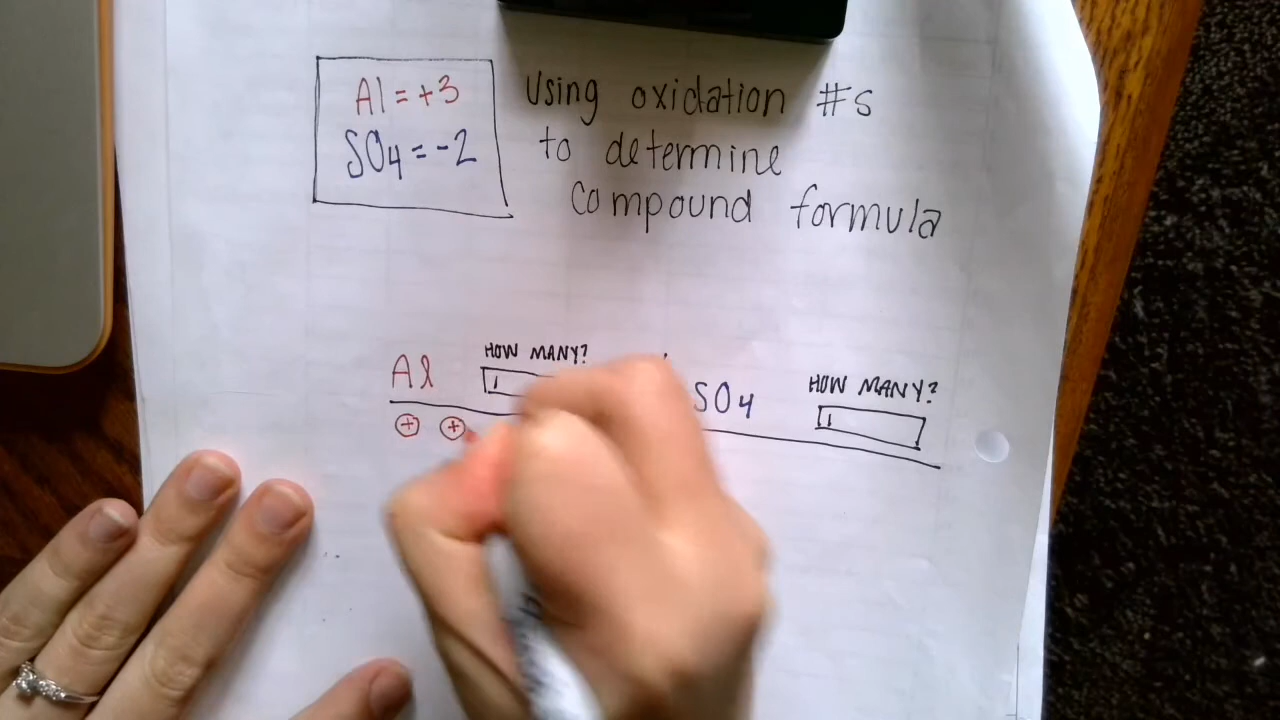 Al = +3
SO4 = -2
Using oxidation #s
to determine
compound formula
Al
HOW MANY?
1
SO4
HOW MANY?
1
+ +